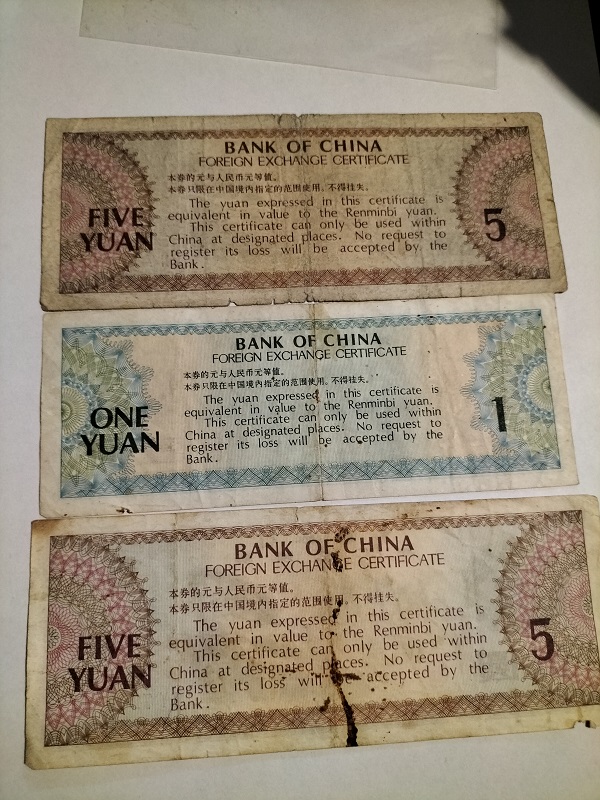 BANK OF CHINA
FOREIGN EXCHANGE CERTIFICATE
本券的元与人民币元等值。
本券只限在中国境内指定的范围使用。不得挂失。
The yuan expressed in this certificate is
equivalent in value to the Renminbi yuan.
This certificate can only be used within
China at designated places. No request to
register its loss will be accepted by the
Bank.
FIVE
YUAN
5
BANK OF CHINA
FOREIGN EXCHANGE CERTIFICATE
本券的元与人民币元等值。
本券只限在中国境内指定的范围使用。不得挂失。
The yuan expressed in this certificate is
equivalent in value to the Renminbi yuan.
This certificate can only be used within
China at designated places. No request to
register its loss will be accepted by the
Bank.
ONE
YUAN
1
BANK OF CHINA
FOREIGN EXCHANGE CERTIFICATE
本券的元与人民币元等值。
本券只限在中国境内指定的范围使用。不得挂失。
The yuan expressed in this certificate is
equivalent in value to the Renminbi yuan.
This certificate can only be used within
China at designated places. No request to
register its loss will be accepted by the
Bank.
FIVE
YUAN
5